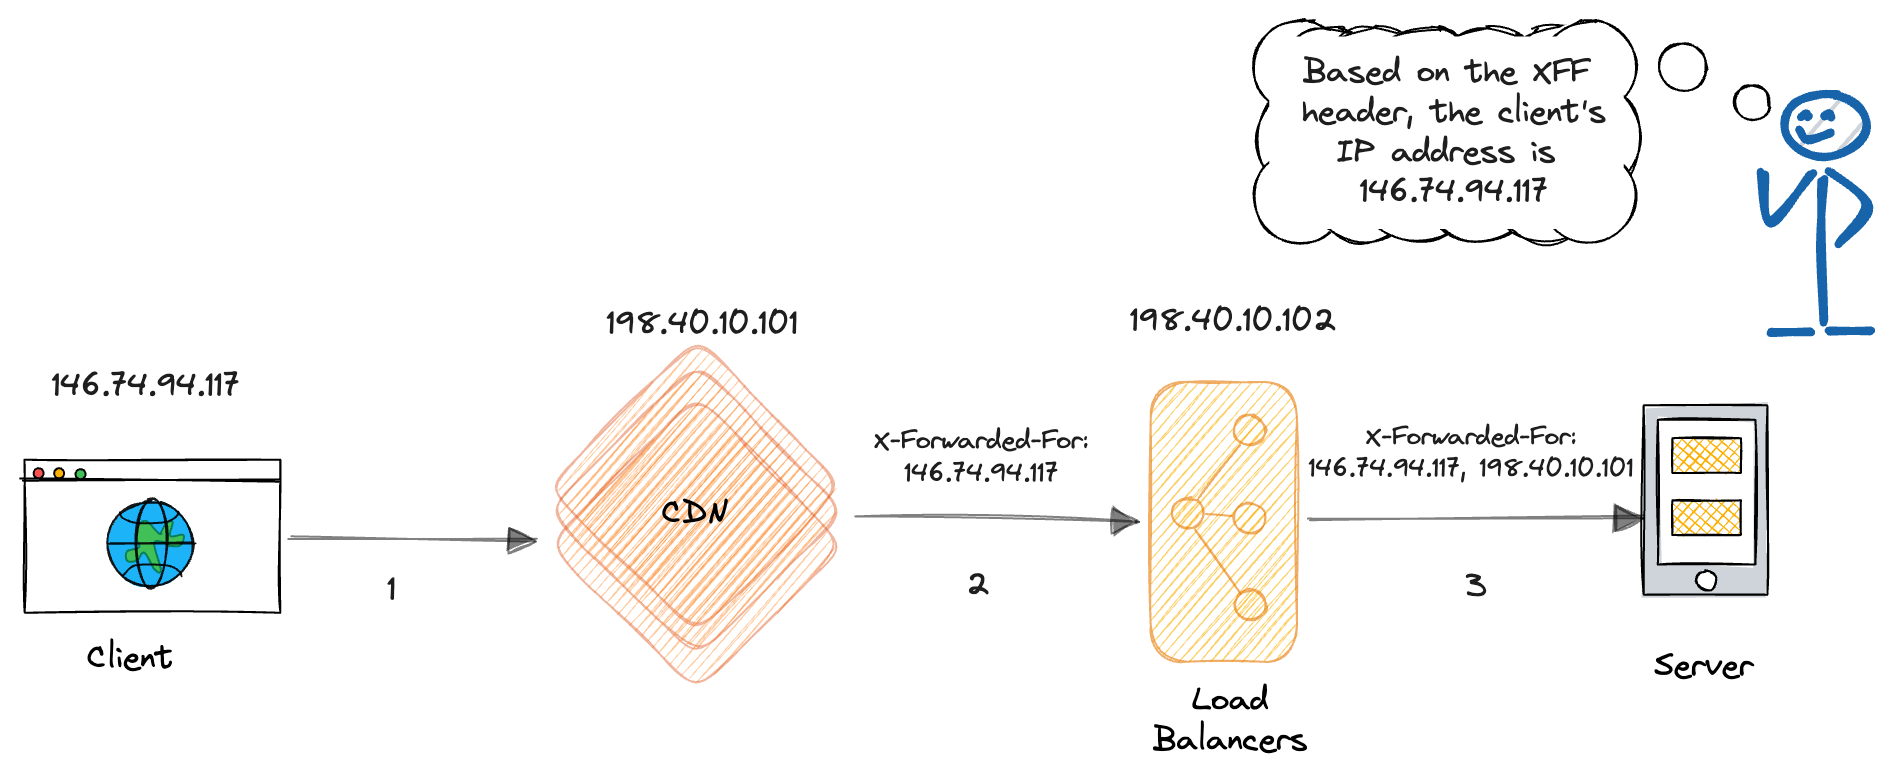 Based on the XFF
header, the client's
IP address is
146.74.94.117
198.40.10.101
198.40.10.102
146.74.94.117
X-Forwarded-For:
146.74.94.117
X-Forwarded-For:
146.74.94.117, 198.40.10.101
CDN
1
2
3
Client
Server
Load
Balancers